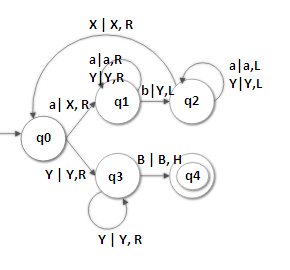 X | X, R
a|a,R
Y|Y,R
a|a,L
Y|Y,L
a| X, R
q1
b|Y,L
q2
q0
Y | Y,R
q3
B | B, H
q4
Y | Y, R